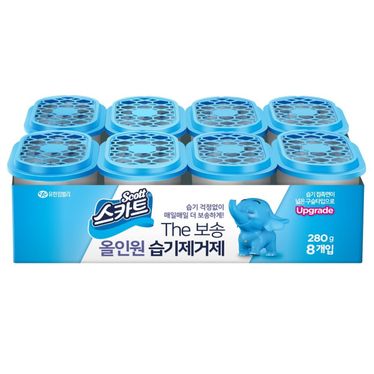 유한킴벌리
Scott
스카트
습기 걱정없이
매일매일 더 보송하게!
The 보송
올인원 습기제거제
습기 접촉면이
넓은 구슬타입으로
Upgrade
280g
8개입